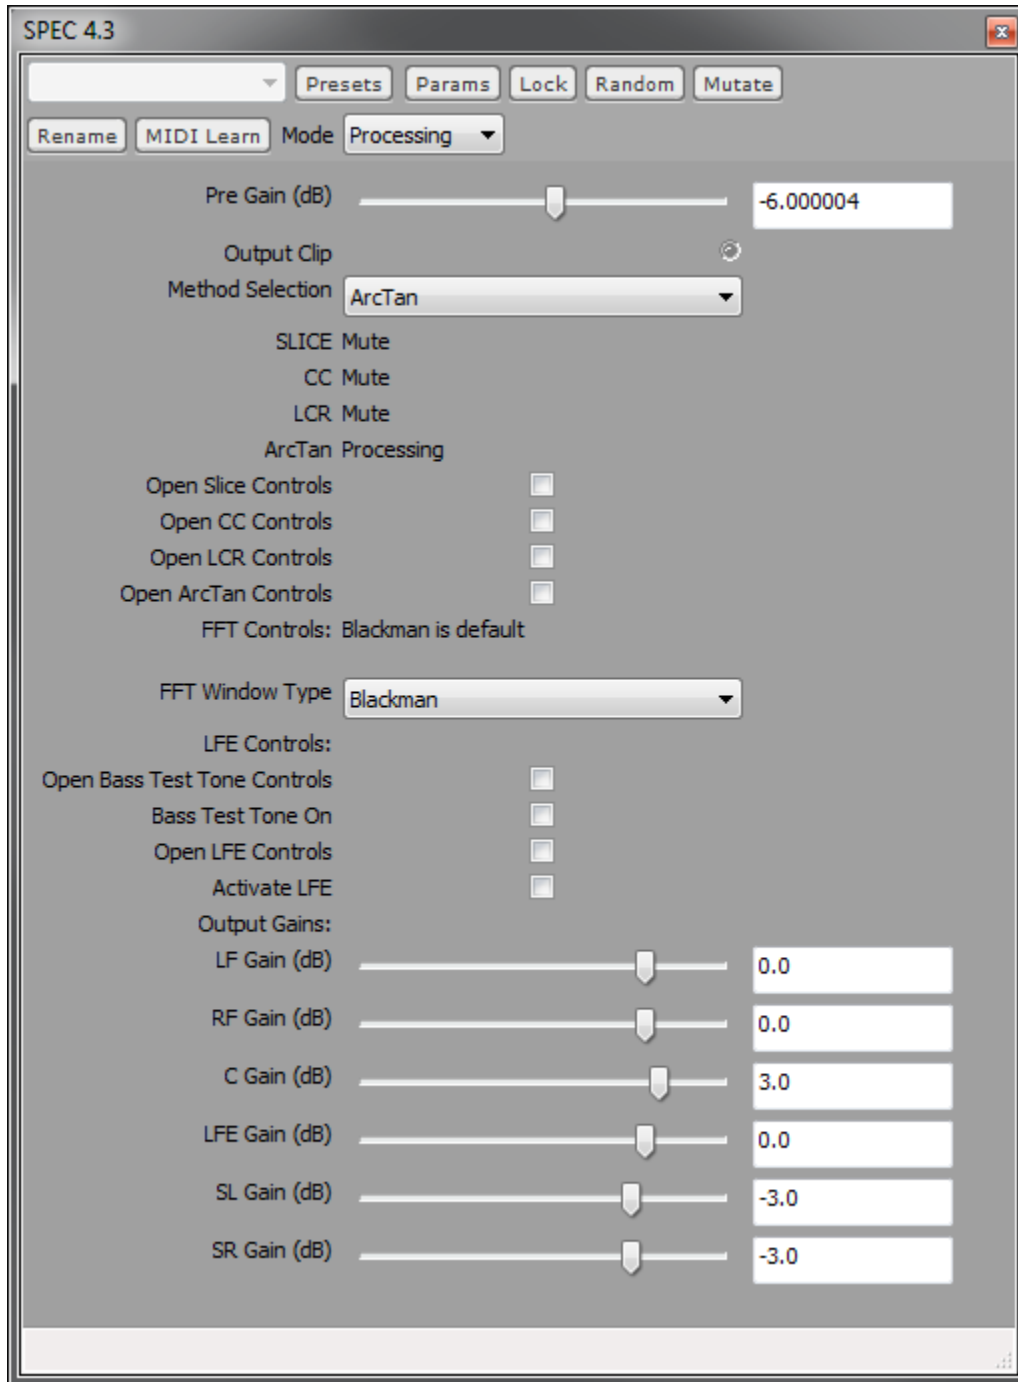 SPEC 4.3
Presets Params Lock Random Mutate
Rename MIDI Learn Mode Processing
Pre Gain (dB) -6.000004
Output Clip
Method Selection ArcTan
SLICE Mute
CC Mute
LCR Mute
ArcTan Processing
Open Slice Controls
Open CC Controls
Open LCR Controls
Open ArcTan Controls
FFT Controls: Blackman is default
FFT Window Type Blackman
LFE Controls:
Open Bass Test Tone Controls
Bass Test Tone On
Open LFE Controls
Activate LFE
Output Gains:
LF Gain (dB) 0.0
RF Gain (dB) 0.0
C Gain (dB) 3.0
LFE Gain (dB) 0.0
SL Gain (dB) -3.0
SR Gain (dB) -3.0